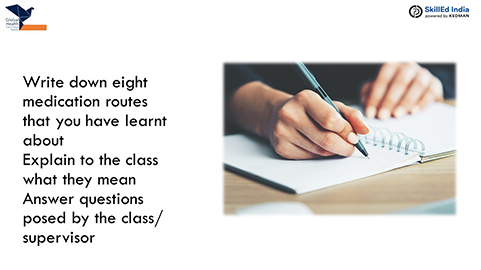 Global
Health
SkillEd India
powered by KEDMAN
Write down eight
medication routes
that you have learnt
about
Explain to the class
what they mean
Answer questions
posed by the class/
supervisor